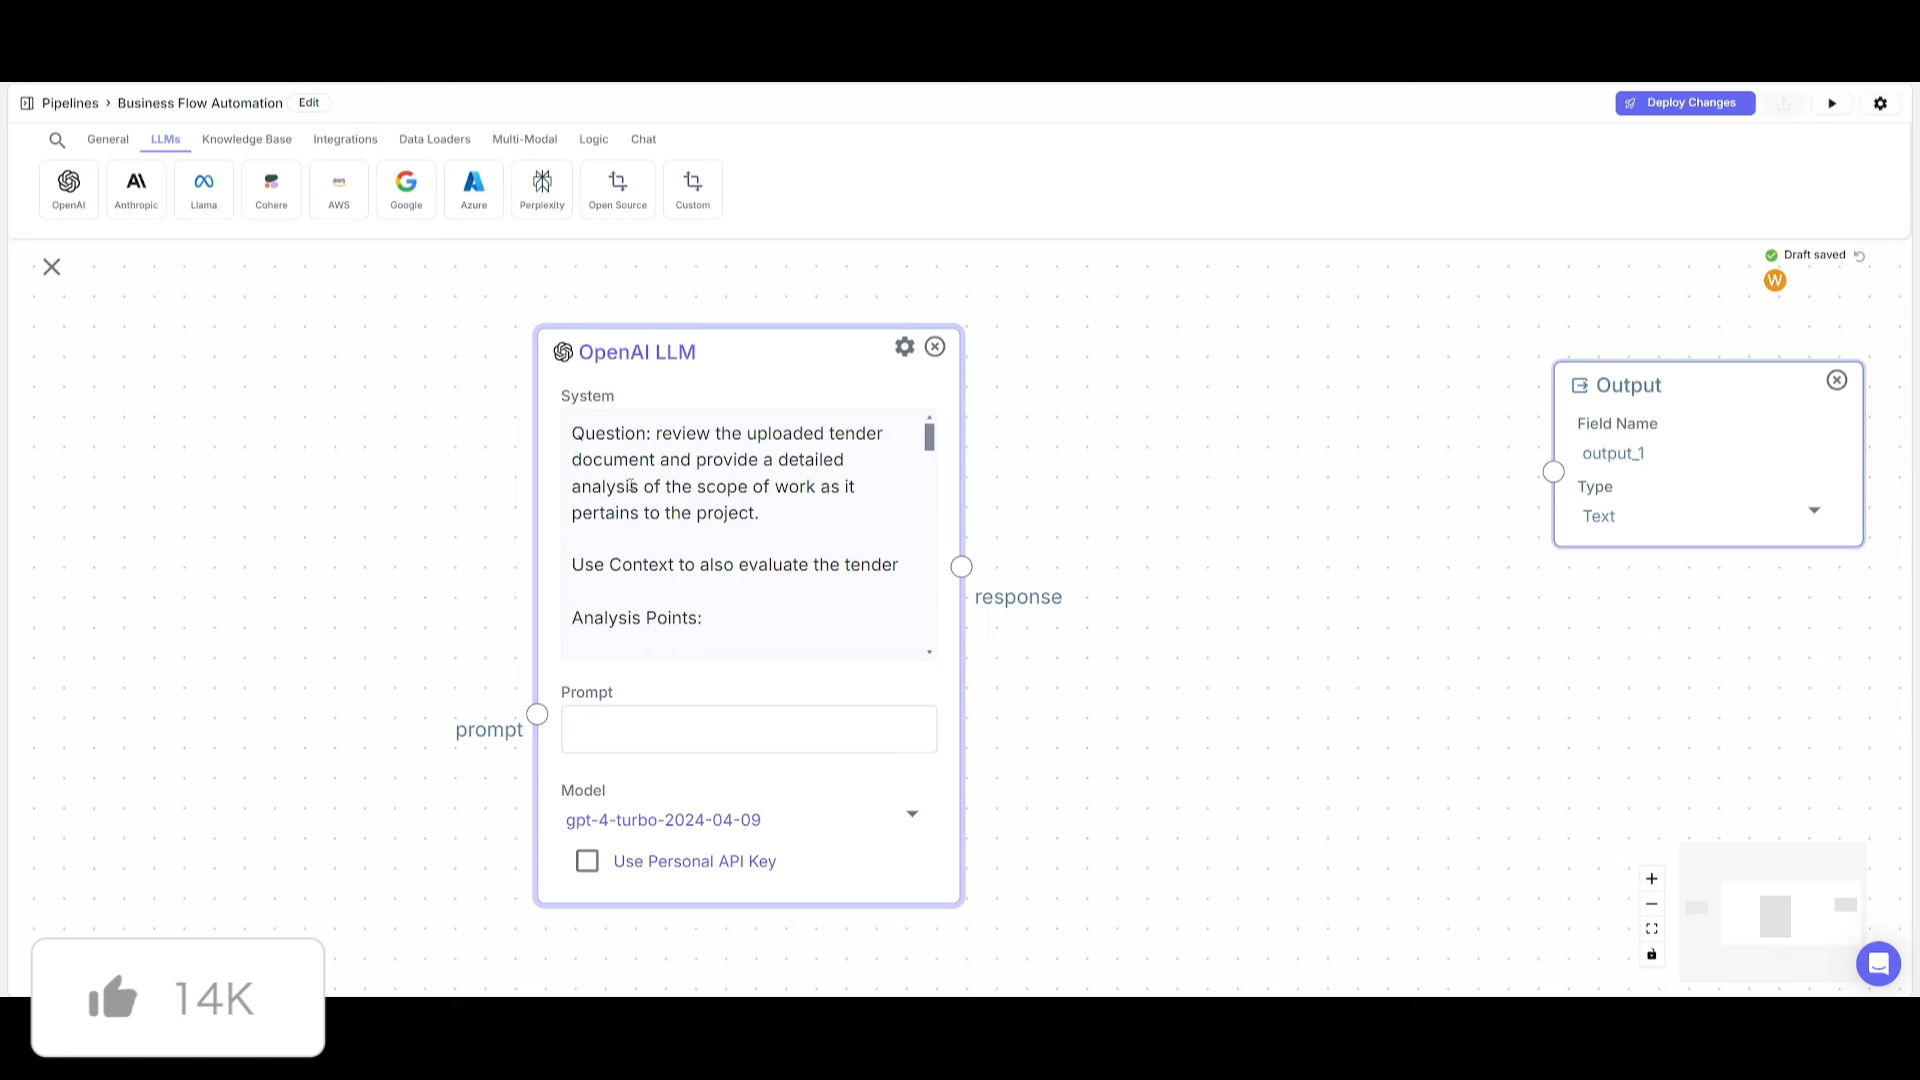 Pipelines > Business Flow Automation Edit
Deploy Changes
General LLMs Knowledge Base Integrations Data Loaders Multi-Modal Logic Chat
OpenAI Anthropic Llama Cohere aws AWS Google Azure Perplexity Open Source Custom
Draft saved
W
OpenAI LLM
System
Question: review the uploaded tender
document and provide a detailed
analysis of the scope of work as it
pertains to the project.
Use Context to also evaluate the tender
Analysis Points:
response
Prompt
prompt
Model
gpt-4-turbo-2024-04-09
Use Personal API Key
Output
Field Name
output_1
Type
Text
14K